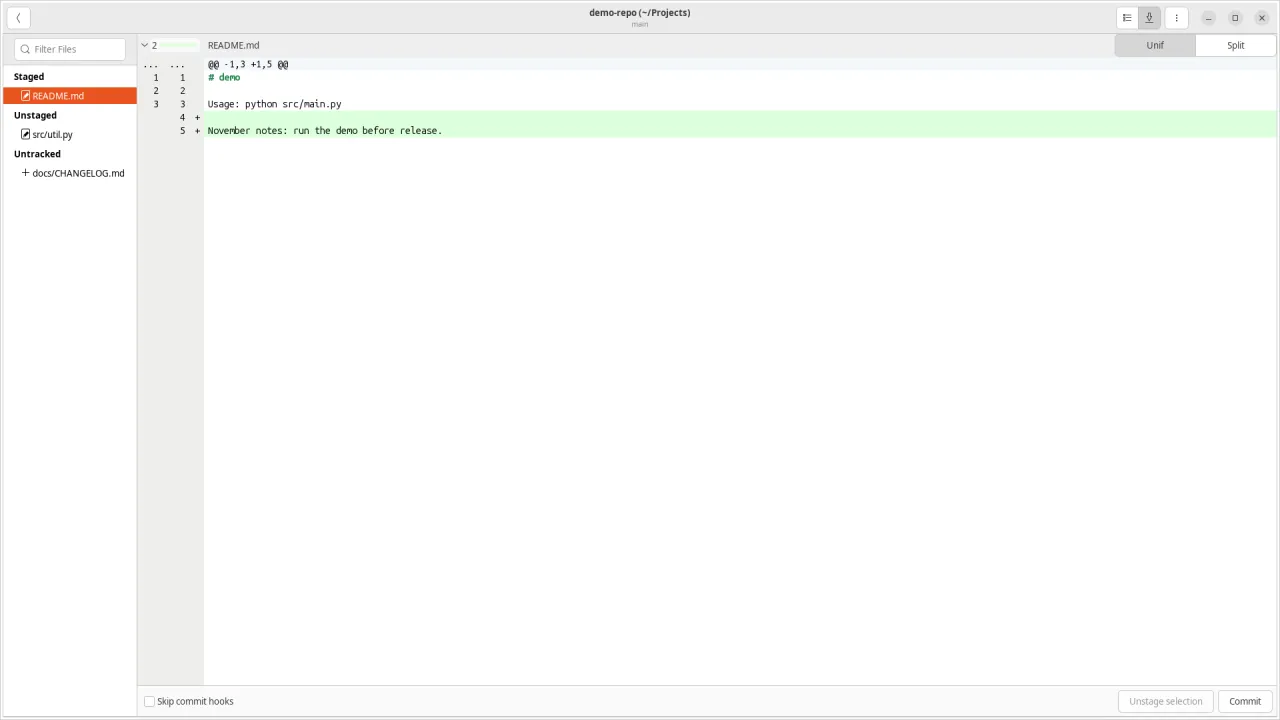 demo-repo (~/Projects)
main
Filter Files
Staged
README.md
Unstaged
src/util.py
Untracked
docs/CHANGELOG.md
2 README.md
Unif Split
... ... @@ -1,3 +1,5 @@
1 1 # demo
2 2
3 3 Usage: python src/main.py
4 +
5 + November notes: run the demo before release.
Skip commit hooks
Unstage selection Commit